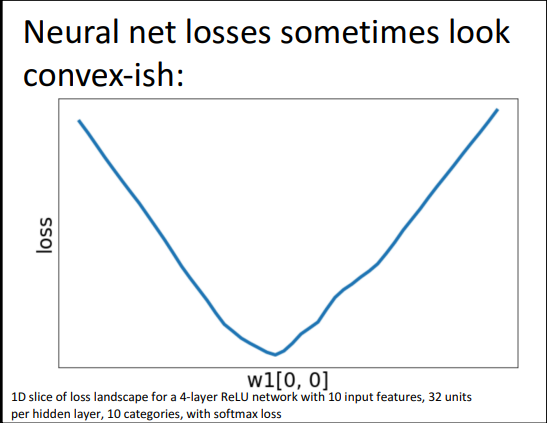 Neural net losses sometimes look
convex-ish:
loss
w1[0, 0]
1D slice of loss landscape for a 4-layer ReLU network with 10 input features, 32 units
per hidden layer, 10 categories, with softmax loss